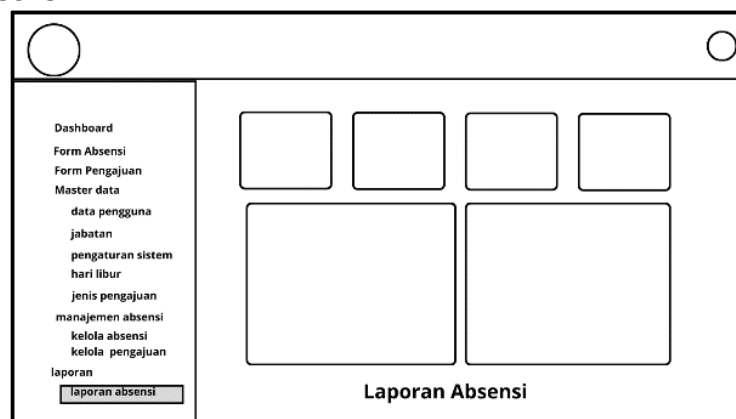 Dashboard
Form Absensi
Form Pengajuan
Master data
data pengguna
jabatan
pengaturan sistem
hari libur
jenis pengajuan
manajemen absensi
kelola absensi
kelola pengajuan
laporan
laporan absensi
Laporan Absensi